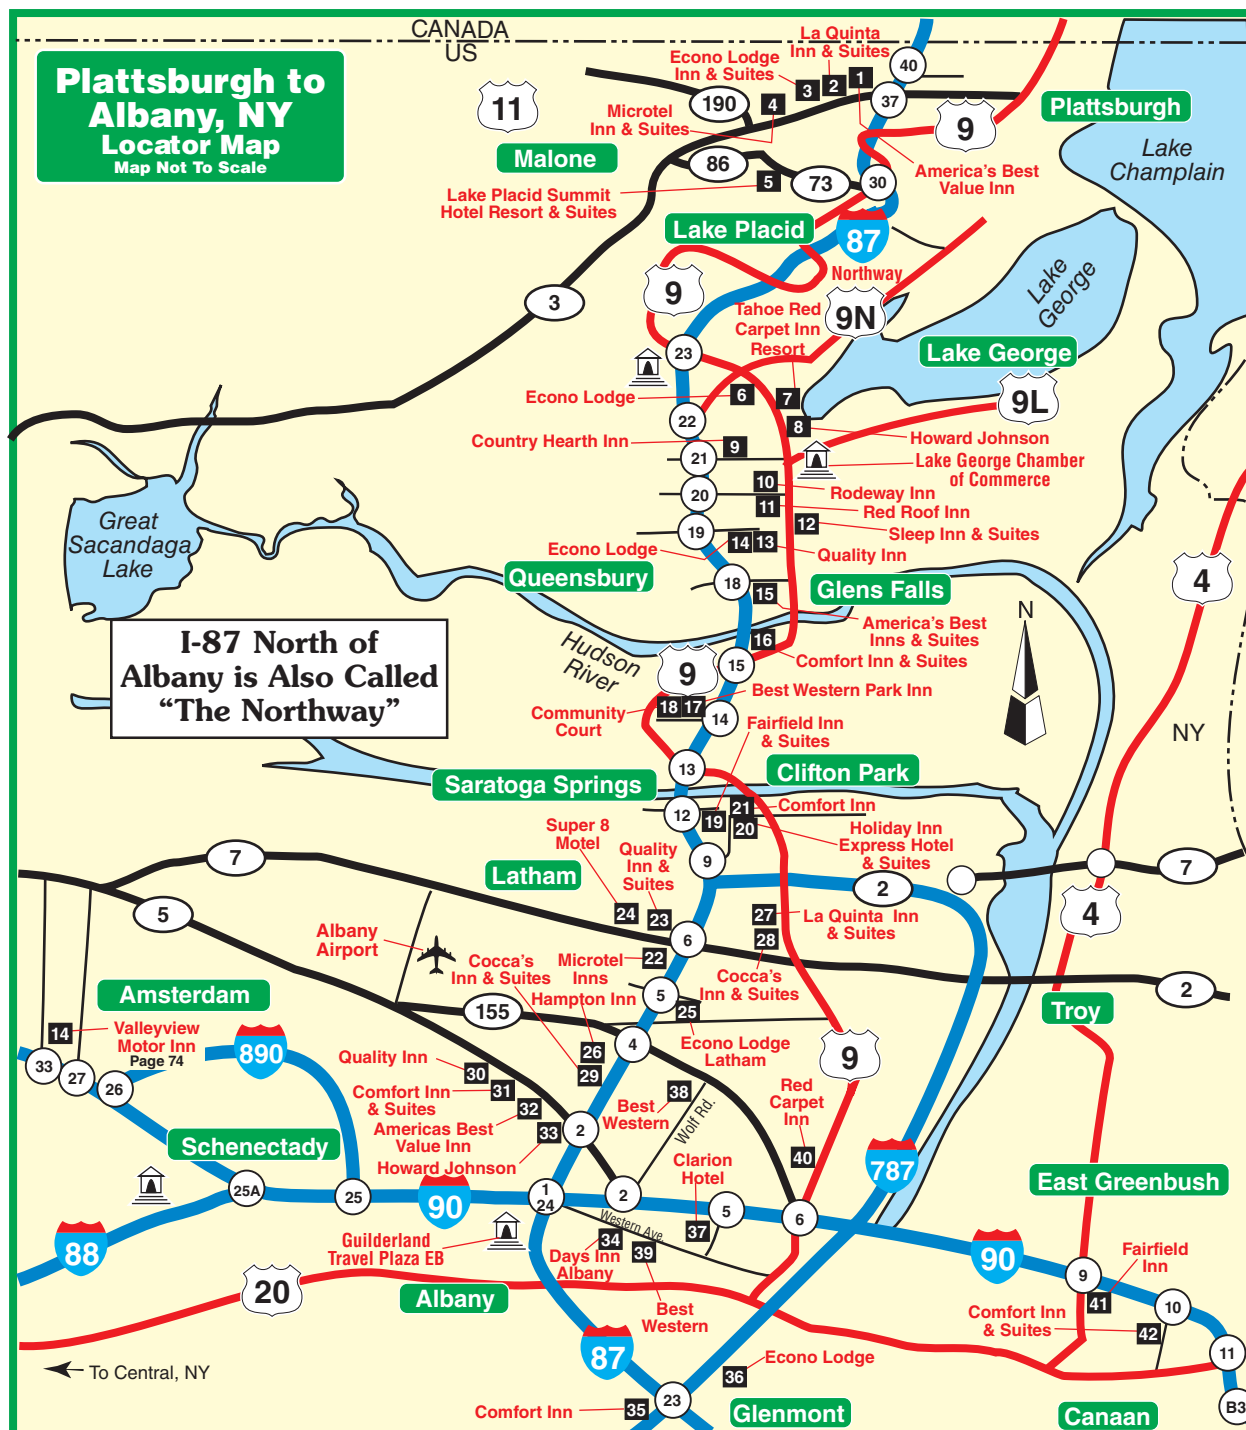 CANADA
US
Plattsburgh to
Albany, NY
Locator Map
Map Not To Scale
11
Malone
190
Econo Lodge
Inn & Suites
La Quinta
Inn & Suites
3
2
1
4
Microtel
Inn & Suites
40
37
9
Plattsburgh
Lake
Champlain
86
5
73
30
America's Best
Value Inn
Lake Placid Summit
Hotel Resort & Suites
Lake Placid
87
Northway
9
3
Tahoe Red
Carpet Inn
Resort
9N
Lake
George
Lake George
9L
23
Econo Lodge
6
7
22
8
Howard Johnson
Country Hearth Inn
9
21
Lake George Chamber
of Commerce
10
Rodeway Inn
20
11
Red Roof Inn
12
Sleep Inn & Suites
Great
Sacandaga
Lake
19
14
13
Econo Lodge
Quality Inn
Queensbury
18
15
Glens Falls
4
America's Best
Inns & Suites
N
I-87 North of
Albany is Also Called
“The Northway”
Hudson
River
16
Comfort Inn & Suites
9
15
Best Western Park Inn
18
17
Community
Court
14
Fairfield Inn
& Suites
NY
13
Saratoga Springs
Clifton Park
12
19
21
Comfort Inn
20
Holiday Inn
Express Hotel
& Suites
Super 8
Motel
Quality
Inn &
Suites
9
7
Latham
2
7
4
5
24
23
27
La Quinta Inn
& Suites
Albany
Airport
6
28
Cocca's
Inn & Suites
Cocca's
Inn & Suites
Microtel
Inns
22
2
Amsterdam
Hampton Inn
5
155
25
Econo Lodge
Latham
Troy
14
Valleyview
Motor Inn
Page 74
890
4
9
33
27
26
Quality Inn
30
26
29
Comfort Inn
& Suites
31
Americas Best
Value Inn
32
Best
Western
38
Wolf Rd.
Red
Carpet
Inn
Schenectady
33
2
Howard Johnson
Clarion
Hotel
40
787
East Greenbush
25A
25
90
1
24
2
5
6
Western Ave.
37
88
Guilderland
Travel Plaza EB
34
Days Inn
Albany
39
90
Fairfield
Inn
20
Albany
Best
Western
9
41
10
Comfort Inn
& Suites
42
87
11
To Central, NY
Econo Lodge
36
23
Comfort Inn
35
Glenmont
Canaan
B3